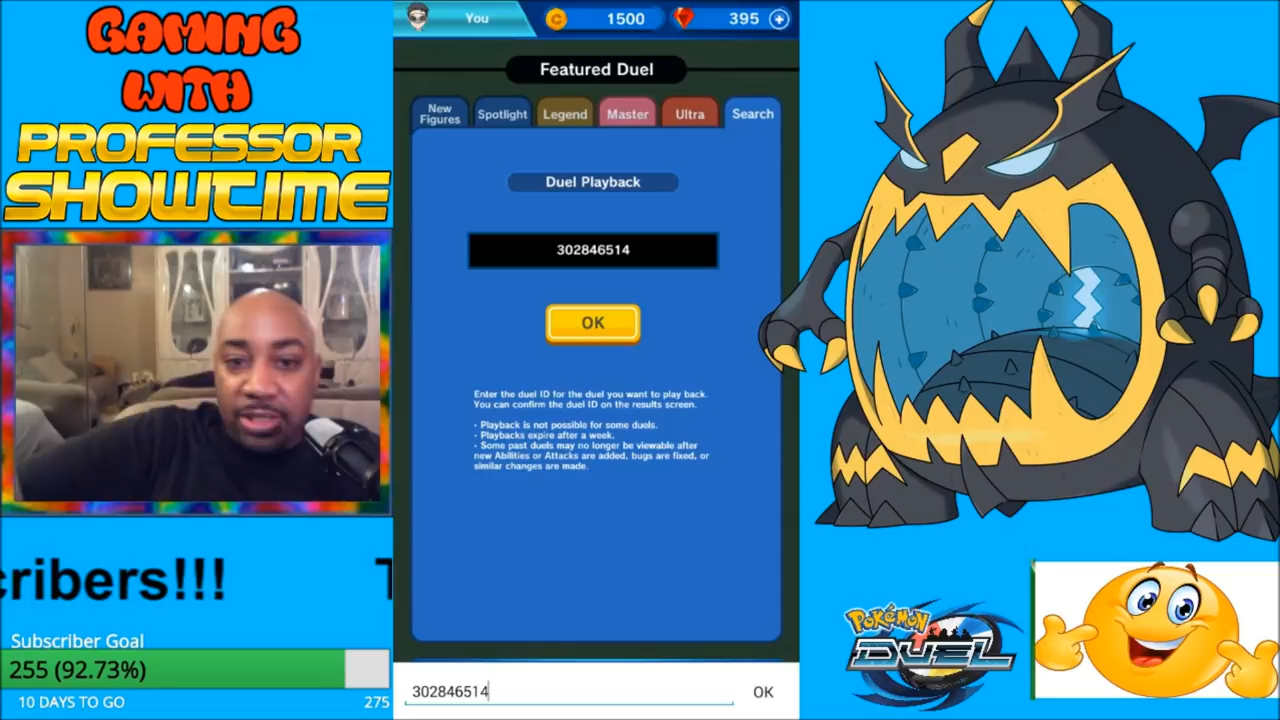 GAMING
WITH
PROFESSOR
SHOWTIME
cribers!!! T
Subscriber Goal
255 (92.73%)
10 DAYS TO GO 275
You
C 1500 395
Featured Duel
New
Figures
Spotlight
Legend
Master
Ultra
Search
Duel Playback
302846514
OK
Enter the duel ID for the duel you want to play back.
You can confirm the duel ID on the results screen.
· Playback is not possible for some duels.
· Playbacks expire after a week.
· Some past duels may no longer be viewable after
new Abilities or Attacks are added, bugs are fixed, or
similar changes are made.
302846514 OK
POKéMON
DUEL